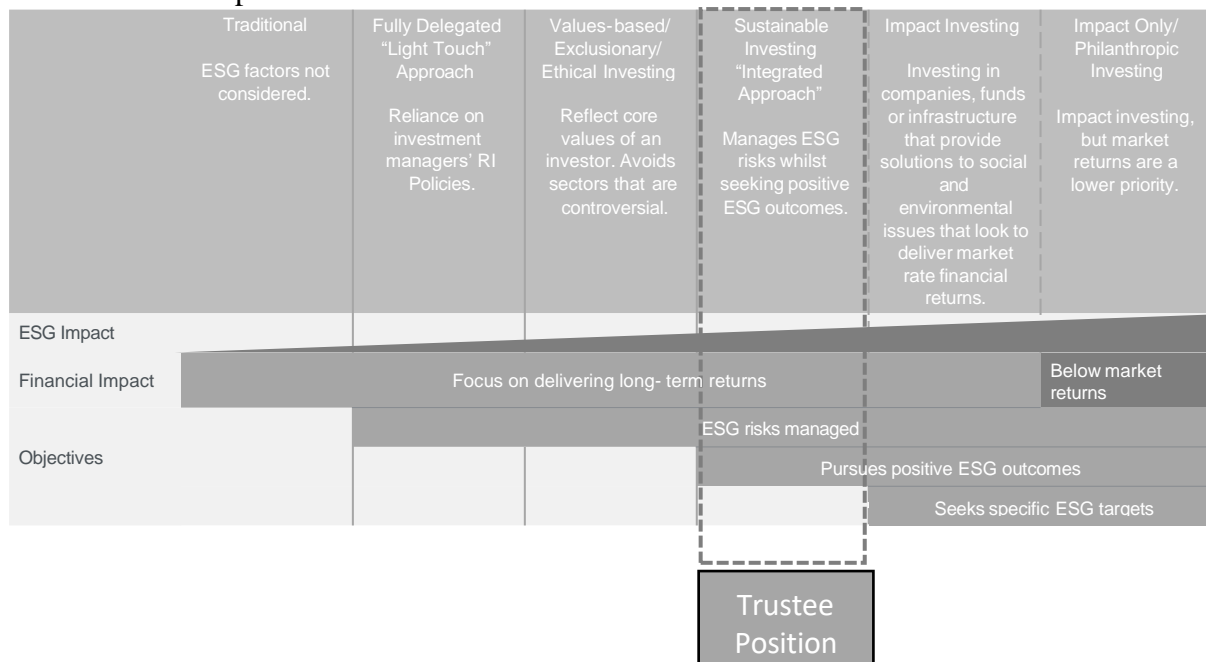 Traditional
ESG factors not
considered.
Fully Delegated
“Light Touch”
Approach
Reliance on
investment
managers’ RI
Policies.
Values-based/
Exclusionary/
Ethical Investing
Reflect core
values of an
investor. Avoids
sectors that are
controversial.
Sustainable
Investing
“Integrated
Approach”
Manages ESG
risks whilst
seeking positive
ESG outcomes.
Impact Investing
Investing in
companies, funds
or infrastructure
that provide
solutions to social
and
environmental
issues that look to
deliver market
rate financial
returns.
Impact Only/
Philanthropic
Investing
Impact investing,
but market
returns are a
lower priority.
ESG Impact
Financial Impact
Focus on delivering long- term returns
Below market
returns
Objectives
ESG risks managed
Pursues positive ESG outcomes
Seeks specific ESG targets
Trustee
Position